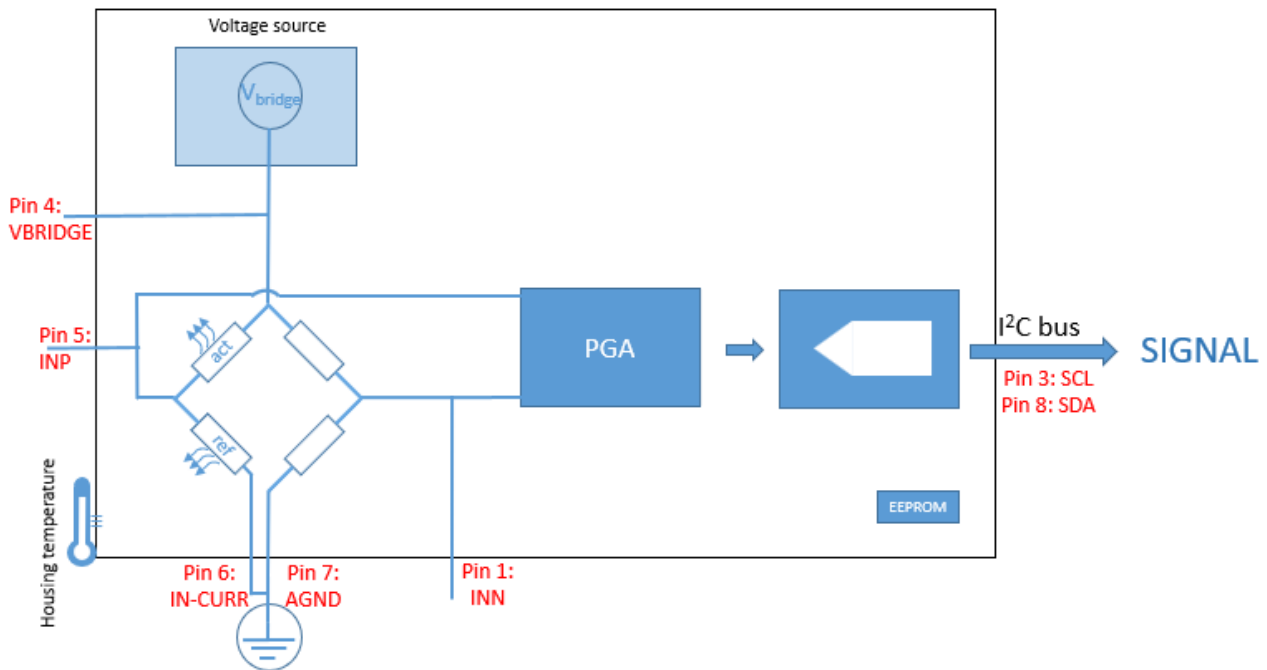 Voltage source
Vbridge
Pin 4:
VBRIDGE
Pin 5:
INP
act
ref
PGA
I²C bus
SIGNAL
Pin 3: SCL
Pin 8: SDA
EEPROM
Housing temperature
Pin 6:
IN-CURR
Pin 7:
AGND
Pin 1:
INN